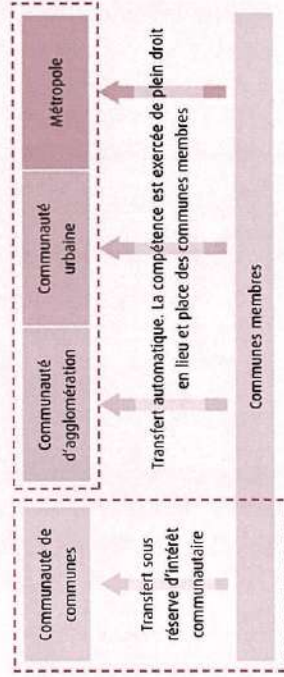 Communauté de
communes
Communauté
d'agglomération
Communauté
urbaine
Métropole
Transfert sous
réserve d'intérêt
communautaire
Transfert automatique. La compétence est exercée de plein droit
en lieu et place des communes membres
Communes membres